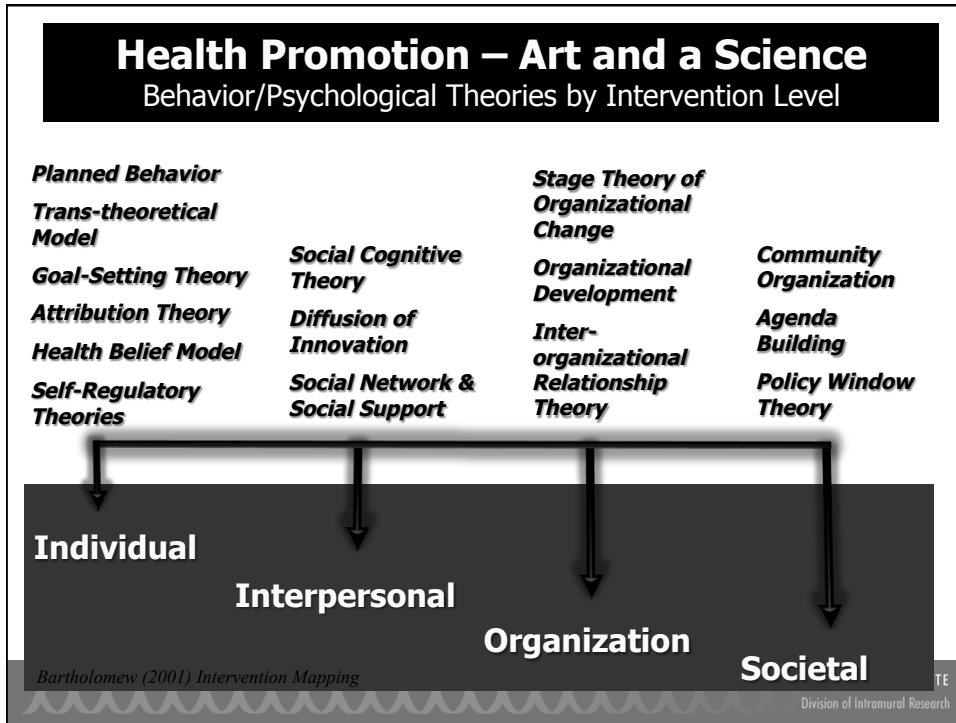 Health Promotion – Art and a Science
Behavior/Psychological Theories by Intervention Level
Planned Behavior
Trans-theoretical
Model
Goal-Setting Theory
Attribution Theory
Health Belief Model
Self-Regulatory
Theories
Social Cognitive
Theory
Diffusion of
Innovation
Social Network &
Social Support
Stage Theory of
Organizational
Change
Organizational
Development
Inter-
organizational
Relationship
Theory
Community
Organization
Agenda
Building
Policy Window
Theory
Individual
Interpersonal
Organization
Societal
Bartholomew (2001) Intervention Mapping
TE
Division of Intramural Research